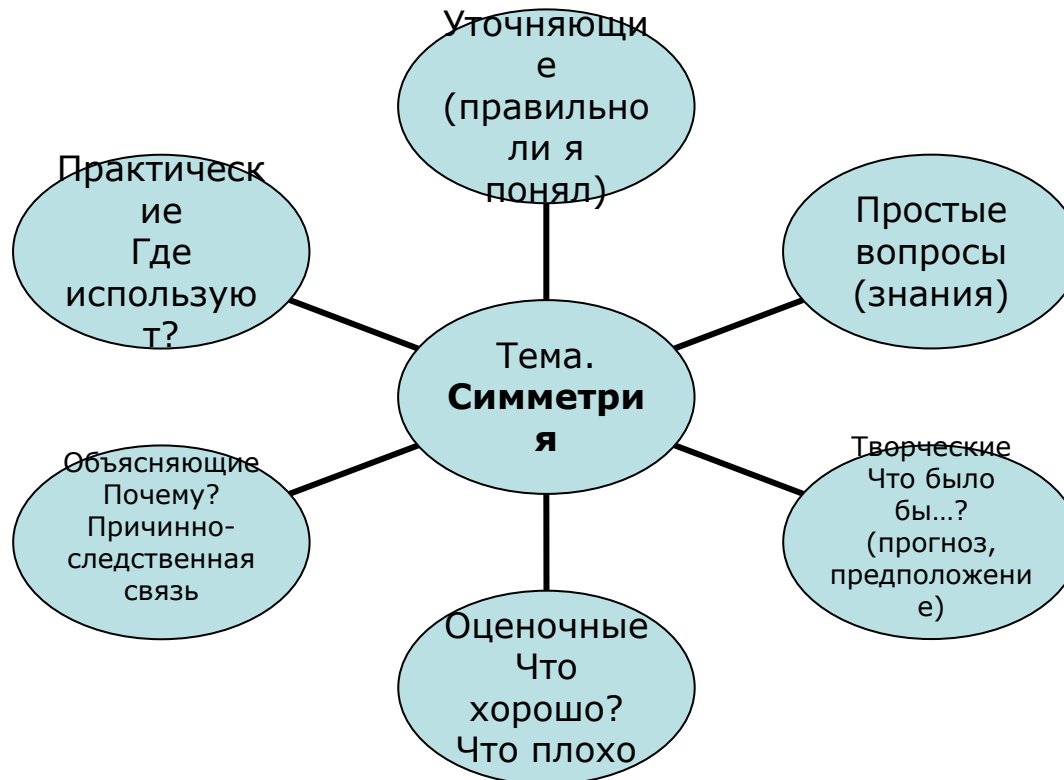 Уточняющи
е
(правильно
ли я
понял)
Практическ
ие
Где
используют
т?
Простые
вопросы
(знания)
Тема.
Симметри
я
Объясняющие
Почему?
Причинно-
следственная
связь
Творческие
Что было
бы…?
(прогноз,
предположени
е)
Оценочные
Что
хорошо?
Что плохо